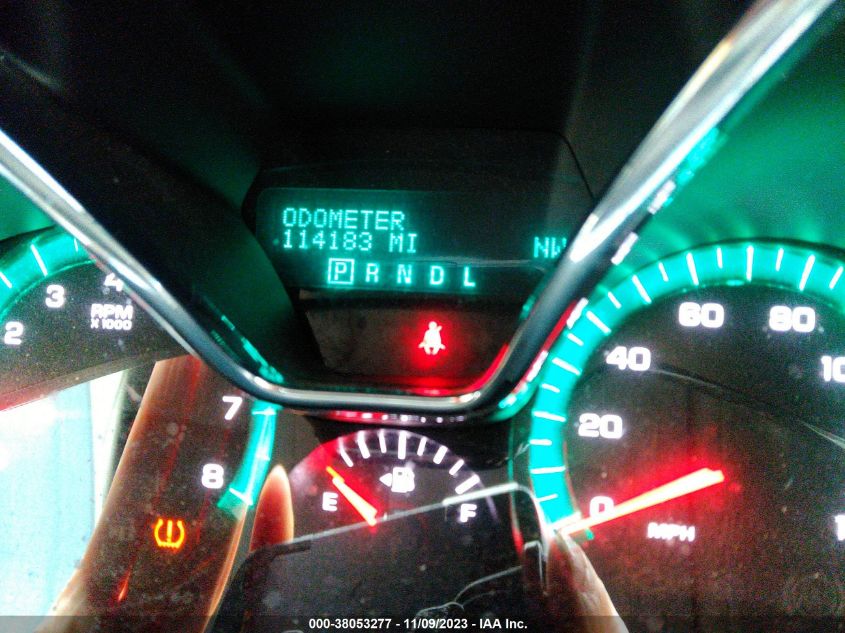 ODOMETER
114183 MI NW
P R N D L
2 3 4
RPM
X1000
7
8
E F
0 20 40 60 80
MPH
000-38053277 - 11/09/2023 - IAA Inc.